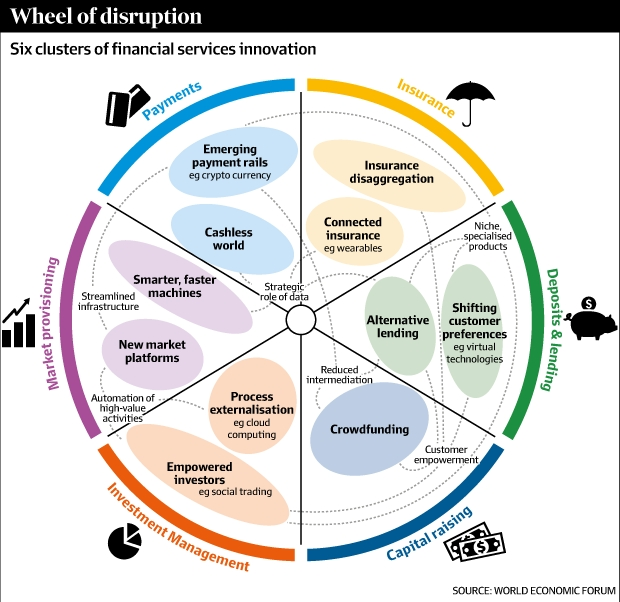 Wheel of disruption
Six clusters of financial services innovation
Payments
Insurance
Emerging
payment rails
eg crypto currency
Insurance
disaggregation
Cashless
world
Connected
insurance
eg wearables
Niche,
specialised
products
Market provisioning
Smarter, faster
machines
Strategic
role of data
Streamlined
infrastructure
Alternative
lending
Shifting
customer
preferences
eg virtual
technologies
Deposits & lending
$
New market
platforms
Reduced
intermediation
Automation of
high-value
activities
Process
externalisation
eg cloud
computing
Crowdfunding
Customer
empowerment
Empowered
investors
eg social trading
Investment Management
Capital raising
$
$
SOURCE: WORLD ECONOMIC FORUM